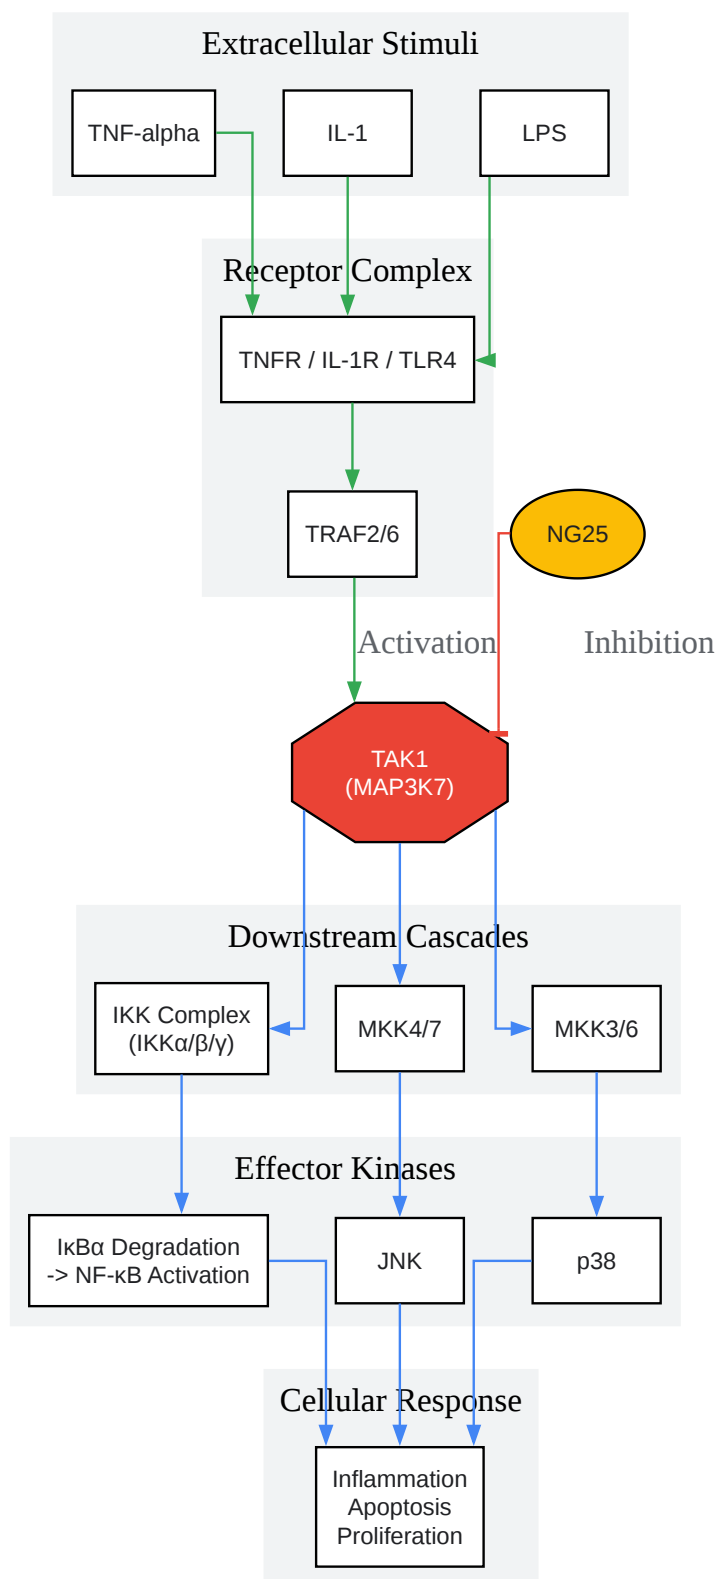 Extracellular Stimuli
TNF-alpha
IL-1
LPS
Receptor Complex
TNFR / IL-1R / TLR4
TRAF2/6
NG25
Activation
Inhibition
TAK1
(MAP3K7)
Downstream Cascades
IKK Complex
(IKKα/β/γ)
MKK4/7
MKK3/6
Effector Kinases
IκBα Degradation
-> NF-κB Activation
JNK
p38
Cellular Response
Inflammation
Apoptosis
Proliferation